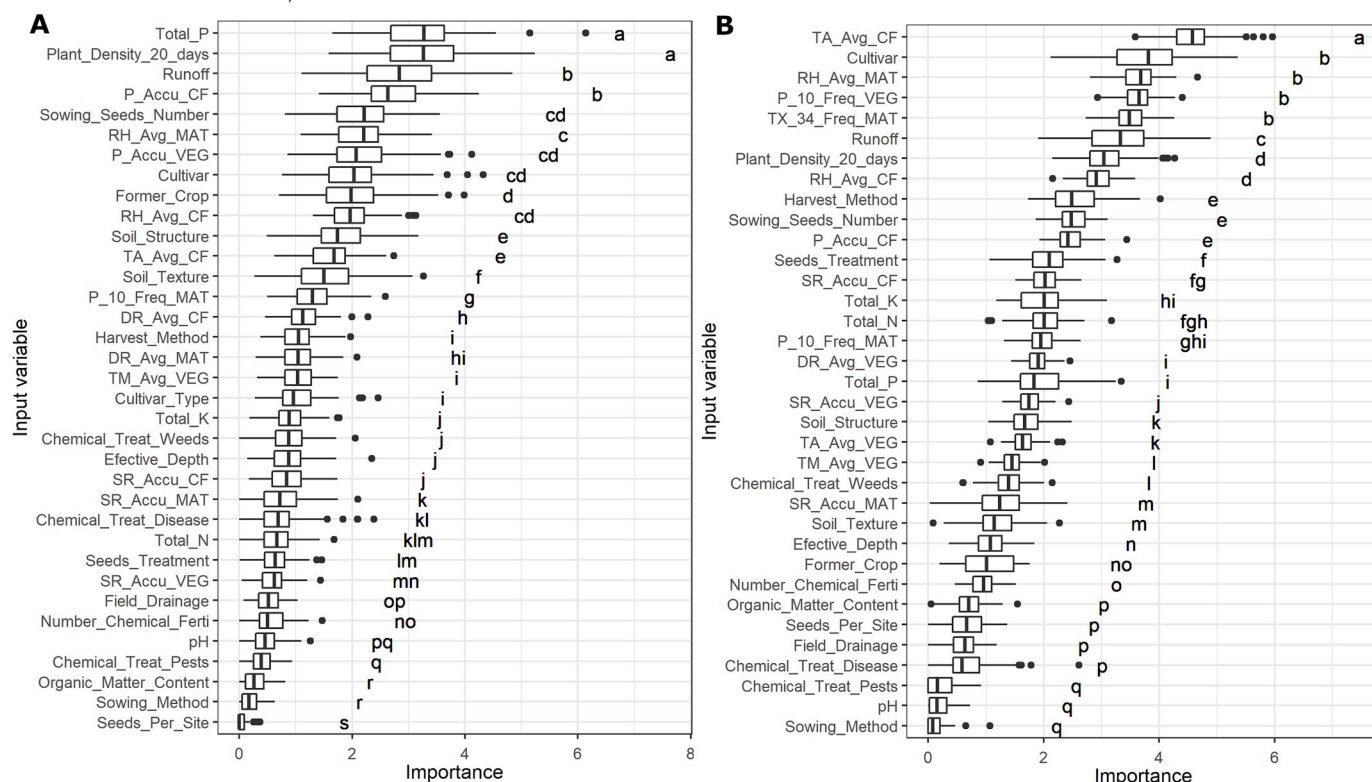 A
Total_P a
Plant_Density_20_days a
Runoff b
P_Accu_CF b
Sowing_Seeds_Number cd
RH_Avg_MAT c
P_Accu_VEG cd
Cultivar cd
Former_Crop d
RH_Avg_CF cd
Soil_Structure e
TA_Avg_CF e
Soil_Texture f
P_10_Freq_MAT g
DR_Avg_CF h
Harvest_Method i
DR_Avg_MAT hi
TM_Avg_VEG i
Cultivar_Type i
Total_K j
Chemical_Treat_Weeds j
Efective_Depth j
SR_Accu_CF j
SR_Accu_MAT k
Chemical_Treat_Disease kl
Total_N klm
Seeds_Treatment lm
SR_Accu_VEG mn
Field_Drainage op
Number_Chemical_Ferti no
pH pq
Chemical_Treat_Pests q
Organic_Matter_Content r
Sowing_Method r
Seeds_Per_Site s
0 2 4 6 8
Importance
Input variable
B
TA_Avg_CF a
Cultivar b
RH_Avg_MAT b
P_10_Freq_VEG b
TX_34_Freq_MAT b
Runoff c
Plant_Density_20_days d
RH_Avg_CF d
Harvest_Method e
Sowing_Seeds_Number e
P_Accu_CF e
Seeds_Treatment f
SR_Accu_CF fg
Total_K hi
Total_N fgh
P_10_Freq_MAT ghi
DR_Avg_VEG i
Total_P i
SR_Accu_VEG j
Soil_Structure k
TA_Avg_VEG k
TM_Avg_VEG l
Chemical_Treat_Weeds l
SR_Accu_MAT m
Soil_Texture m
Efective_Depth n
Former_Crop no
Number_Chemical_Ferti o
Organic_Matter_Content p
Seeds_Per_Site p
Field_Drainage p
Chemical_Treat_Disease p
Chemical_Treat_Pests q
pH q
Sowing_Method q
0 2 4 6
Importance
Input variable